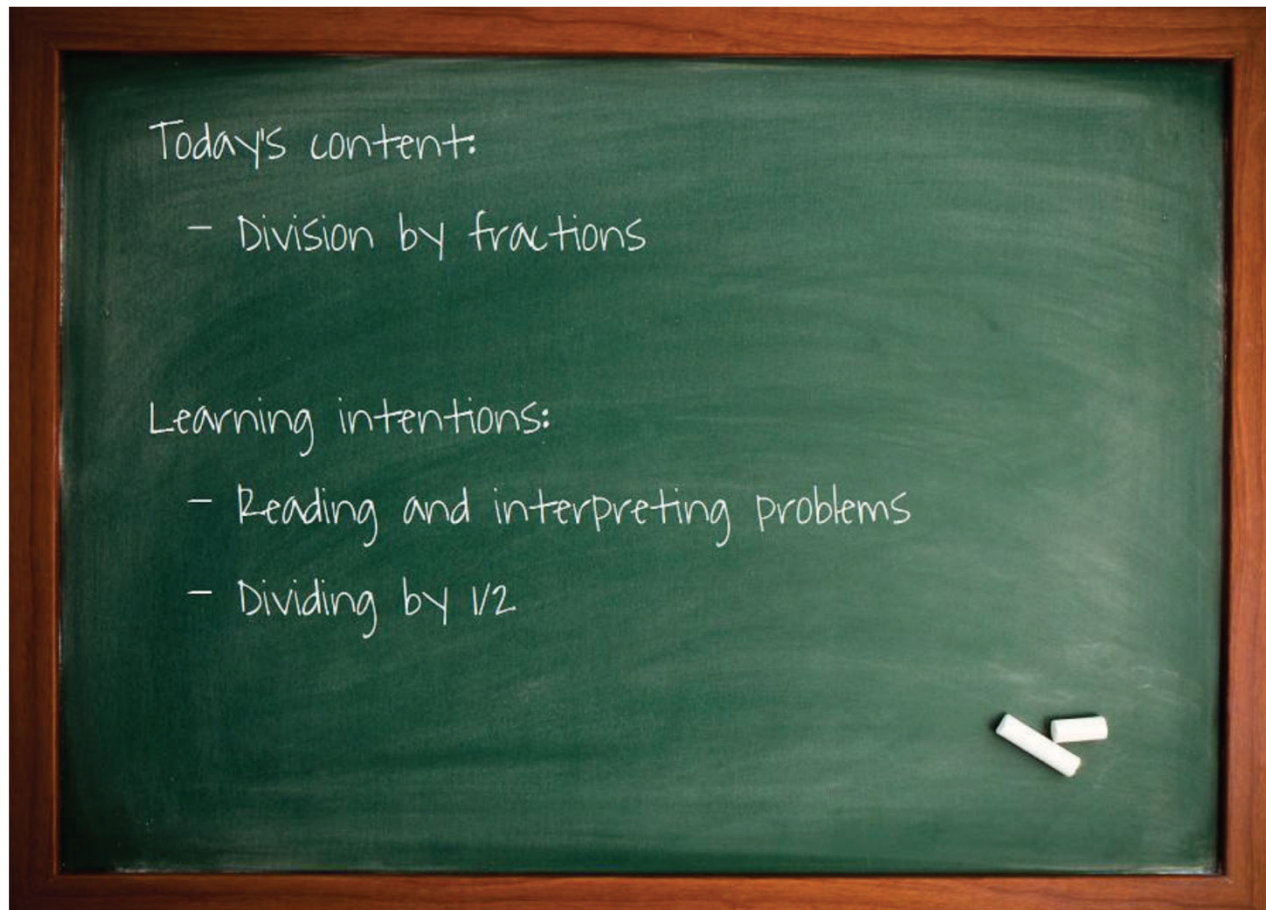 Today's content:
- Division by fractions
Learning intentions:
- Reading and interpreting problems
- Dividing by 1/2